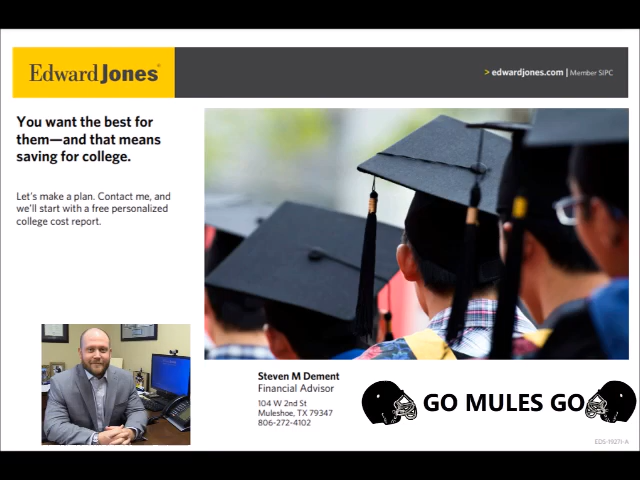 Edward Jones®
> edwardjones.com | Member SIPC
You want the best for
them—and that means
saving for college.
Let's make a plan. Contact me, and
we'll start with a free personalized
college cost report.
Steven M Dement
Financial Advisor
104 W 2nd St
Muleshoe, TX 79347
806-272-4102
GO MULES GO